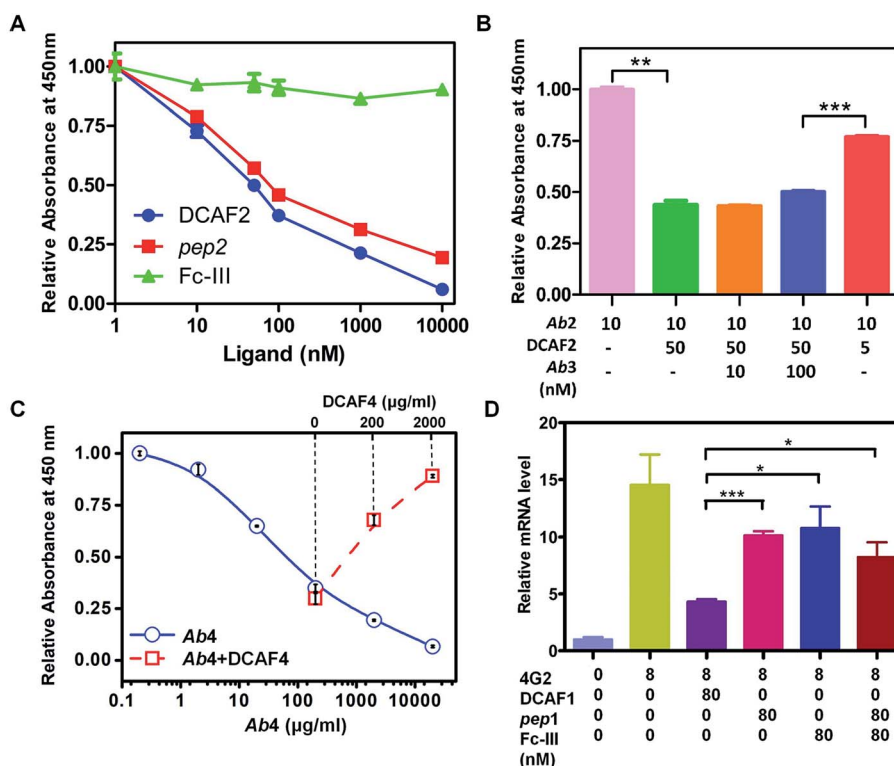 A
Relative Absorbance at 450nm
1.00
0.75
0.50
0.25
0.00
DCAF2
pep2
Fc-III
1 10 100 1000 10000
Ligand (nM)
B
Relative Absorbance at 450nm
1.00
0.75
0.50
0.25
0.00
**
***
Ab2 10 10 10 10 10
DCAF2 - 50 50 50 5
Ab3 - - 10 100 -
(nM)
C
DCAF4 (µg/ml)
0 200 2000
Relative Absorbance at 450 nm
1.00
0.75
0.50
0.25
0.00
Ab4
Ab4+DCAF4
0.1 1 10 100 1000 10000
Ab4 (µg/ml)
D
Relative mRNA level
20
15
10
5
0
*
*
***
4G2 0 8 8 8 8 8
DCAF1 0 0 80 0 0 0
pep1 0 0 0 80 0 80
Fc-III 0 0 0 0 80 80
(nM)